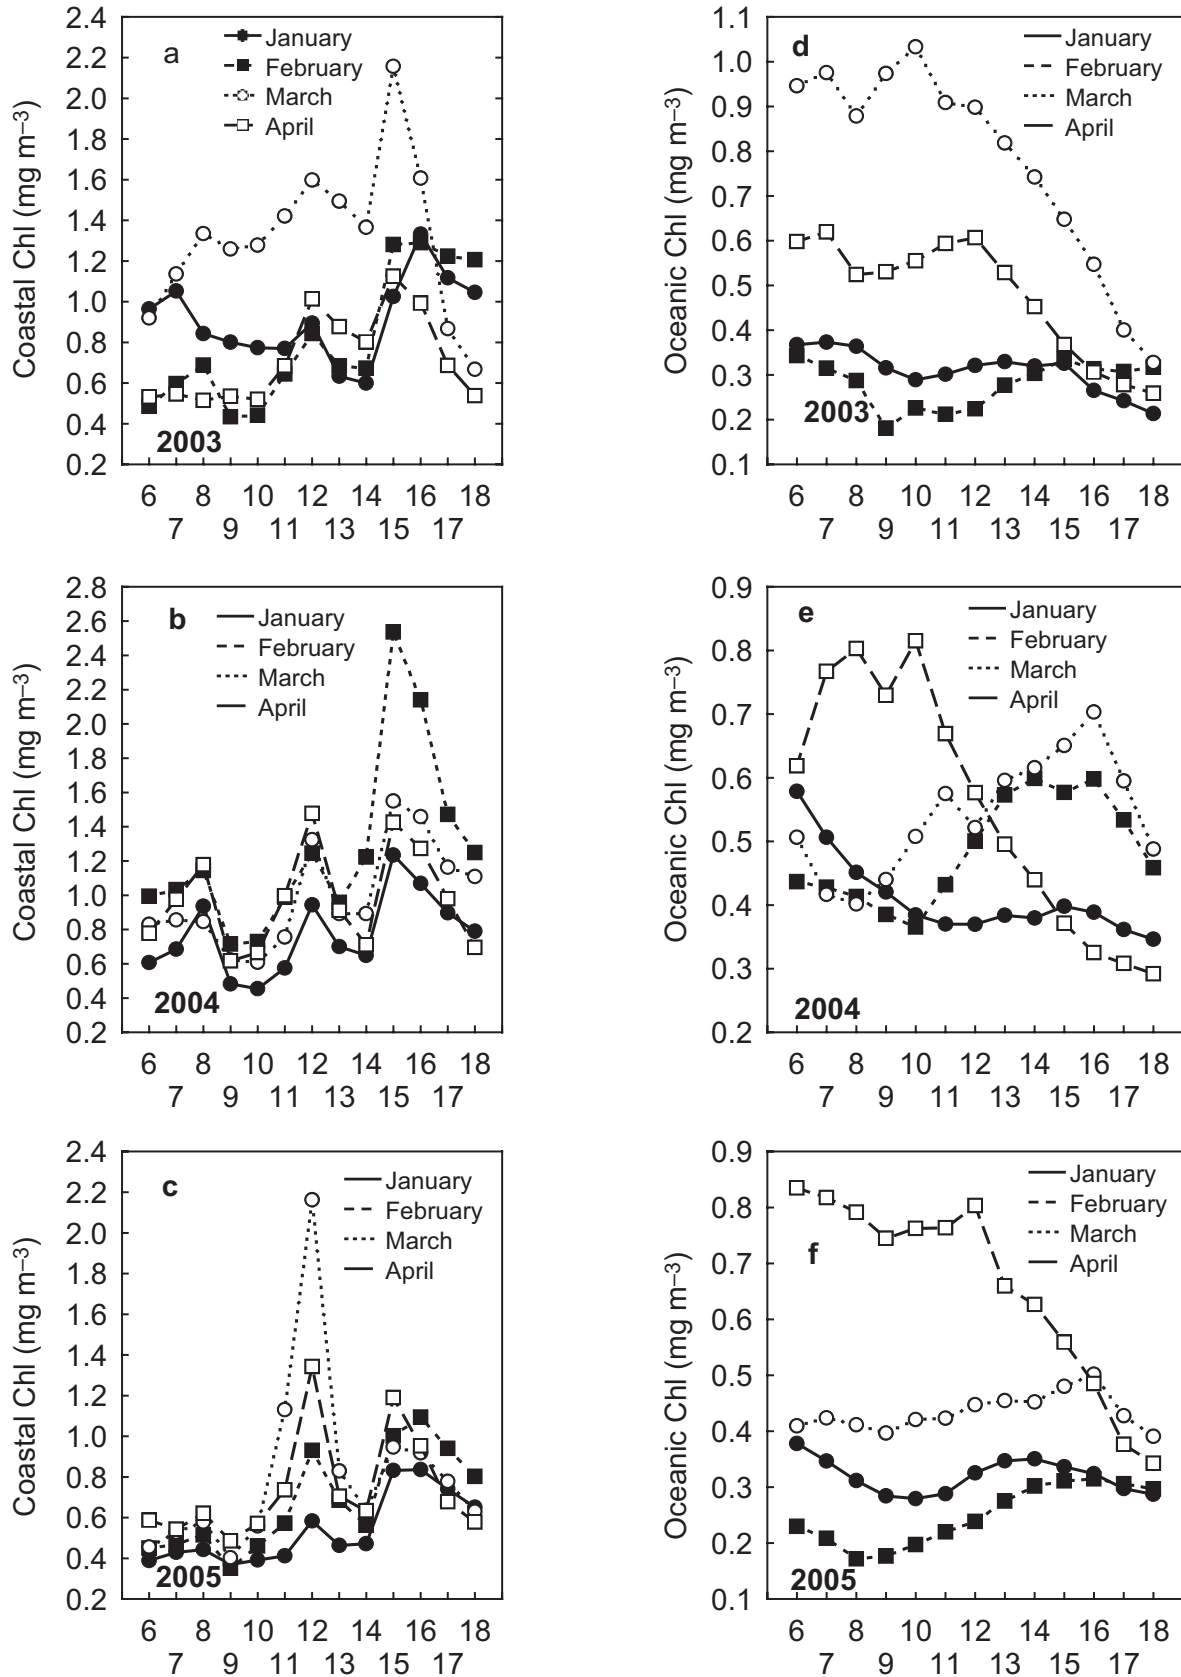 Coastal Chl (mg m⁻³)
2.4
2.2
2.0
1.8
1.6
1.4
1.2
1.0
0.8
0.6
0.4
0.2
a
January
February
March
April
2003
6 8 10 12 14 16 18
7 9 11 13 15 17
Oceanic Chl (mg m⁻³)
1.1
1.0
0.9
0.8
0.7
0.6
0.5
0.4
0.3
0.2
0.1
d
January
February
March
April
2003
6 8 10 12 14 16 18
7 9 11 13 15 17
Coastal Chl (mg m⁻³)
2.8
2.6
2.4
2.2
2.0
1.8
1.6
1.4
1.2
1.0
0.8
0.6
0.4
0.2
b
January
February
March
April
2004
6 8 10 12 14 16 18
7 9 11 13 15 17
Oceanic Chl (mg m⁻³)
0.9
0.8
0.7
0.6
0.5
0.4
0.3
0.2
e
January
February
March
April
2004
6 8 10 12 14 16 18
7 9 11 13 15 17
Coastal Chl (mg m⁻³)
2.4
2.2
2.0
1.8
1.6
1.4
1.2
1.0
0.8
0.6
0.4
0.2
c
January
February
March
April
2005
6 8 10 12 14 16 18
7 9 11 13 15 17
Oceanic Chl (mg m⁻³)
0.9
0.8
0.7
0.6
0.5
0.4
0.3
0.2
0.1
f
January
February
March
April
2005
6 8 10 12 14 16 18
7 9 11 13 15 17